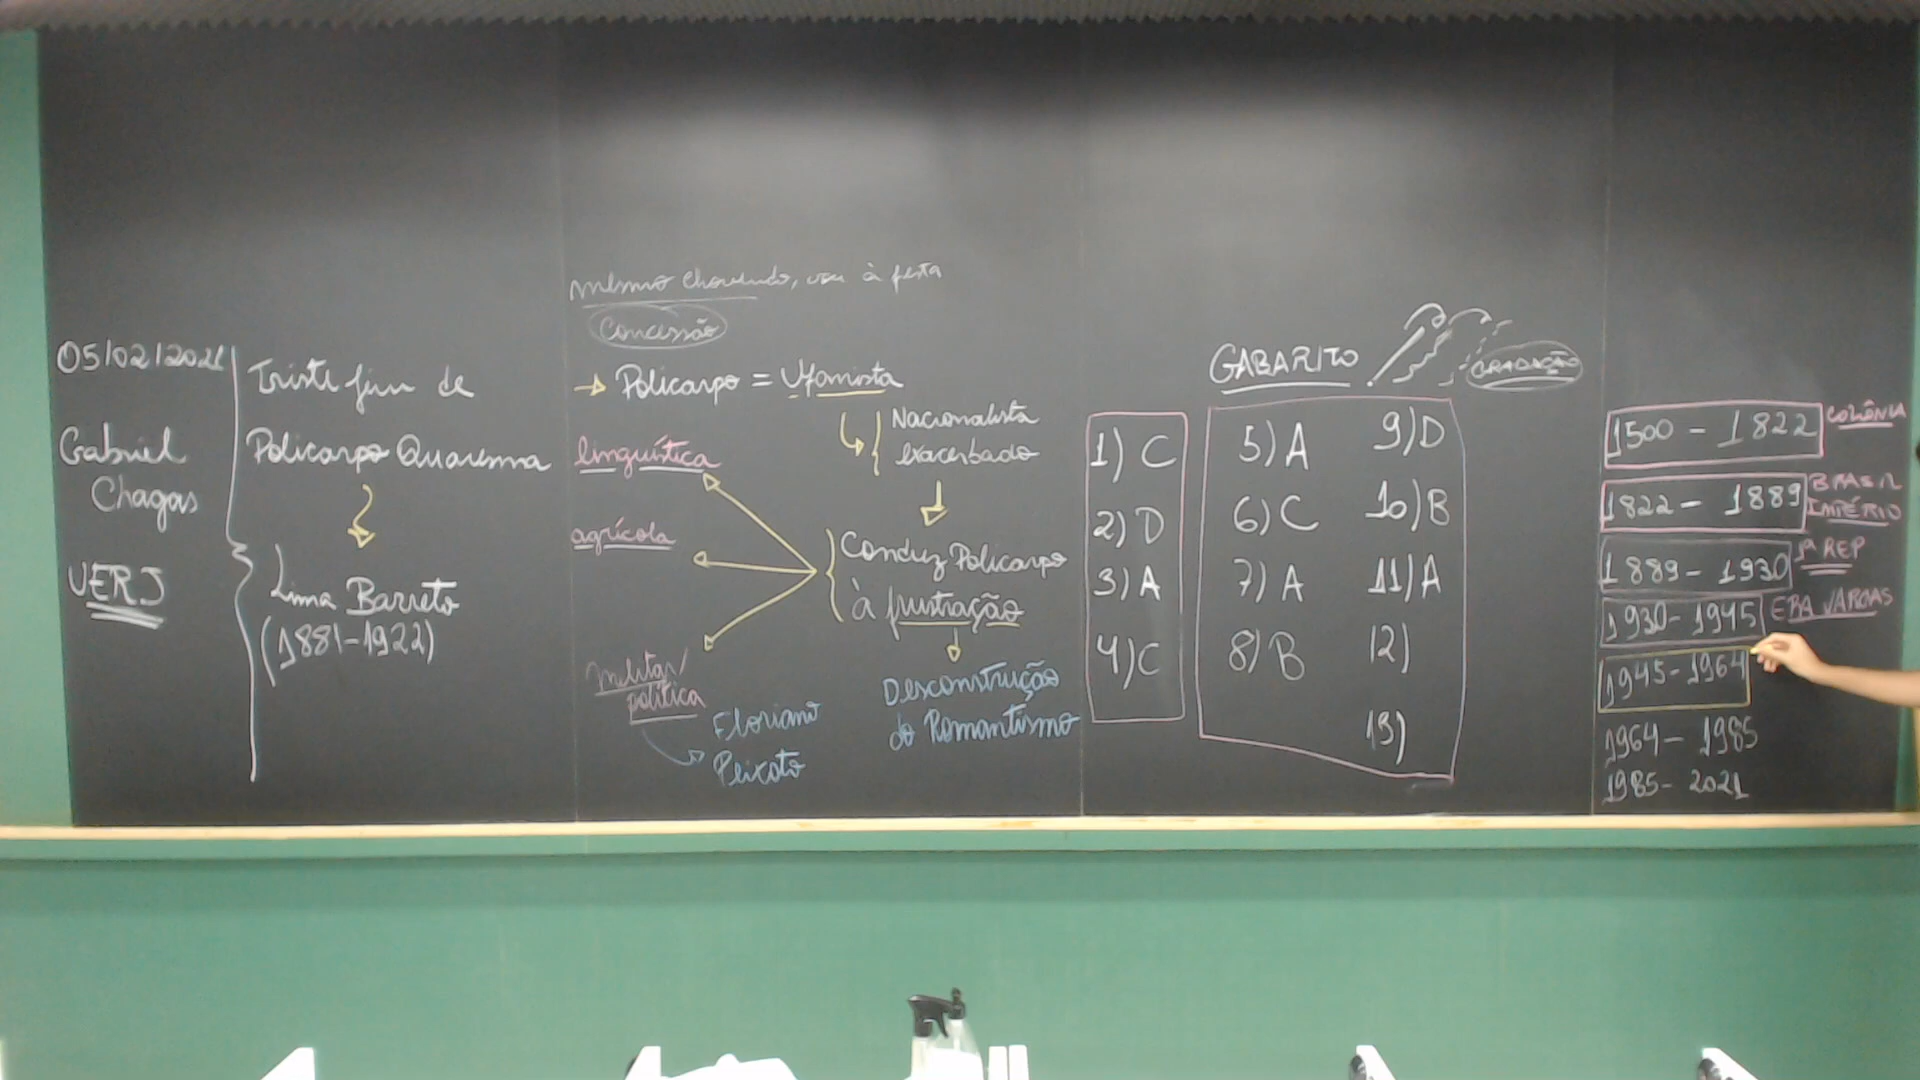 05/02/2021
Gabriel
Chagas
UERJ
Triste fim de
Policarpo Quaresma
Lima Barreto
(1881-1922)
mesmo chovendo, vou à festa
Concessão
Policarpo = Ufanista
Nacionalista
exacerbado
Conduz Policarpo
à frustração
Desconstrução
do Romantismo
linguística
agrícola
militar/
política
Floriano
Peixoto
GABARITO
GRADAÇÃO
1) C
2) D
3) A
4) C
5) A
6) C
7) A
8) B
9) D
10) B
11) A
12)
13)
1500 - 1822 COLÔNIA
1822 - 1889 BRASIL
IMPÉRIO
1889 - 1930 1ª REP
1930 - 1945 ERA VARGAS
1945 - 1964
1964 - 1985
1985 - 2021